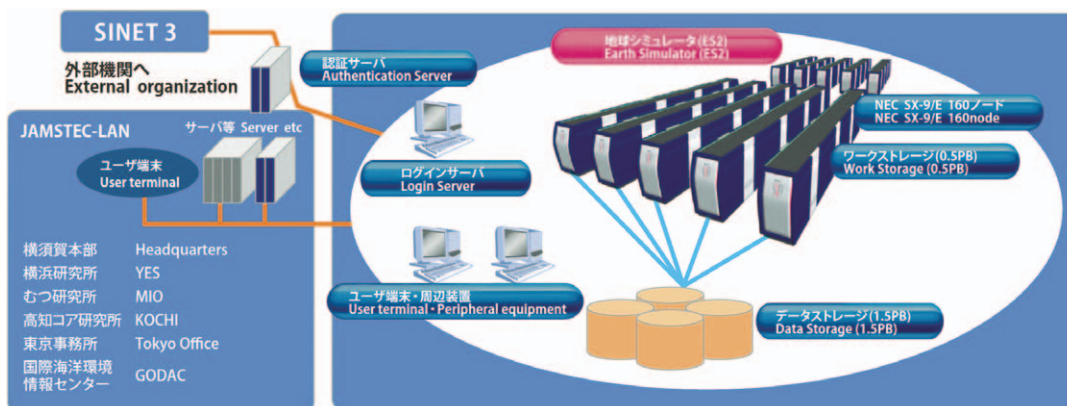 SINET 3
外部機関へ
External organization
JAMSTEC-LAN
サーバ等 Server etc
ユーザ端末
User terminal
横須賀本部 Headquarters
横浜研究所 YES
むつ研究所 MIO
高知コア研究所 KOCHI
東京事務所 Tokyo Office
国際海洋環境
情報センター GODAC
認証サーバ
Authentication Server
ログインサーバ
Login Server
ユーザ端末・周辺装置
User terminal・Peripheral equipment
地球シミュレータ(ES2)
Earth Simulator (ES2)
NEC SX-9/E 160ノード
NEC SX-9/E 160node
ワークストレージ(0.5PB)
Work Storage (0.5PB)
データストレージ(1.5PB)
Data Storage (1.5PB)